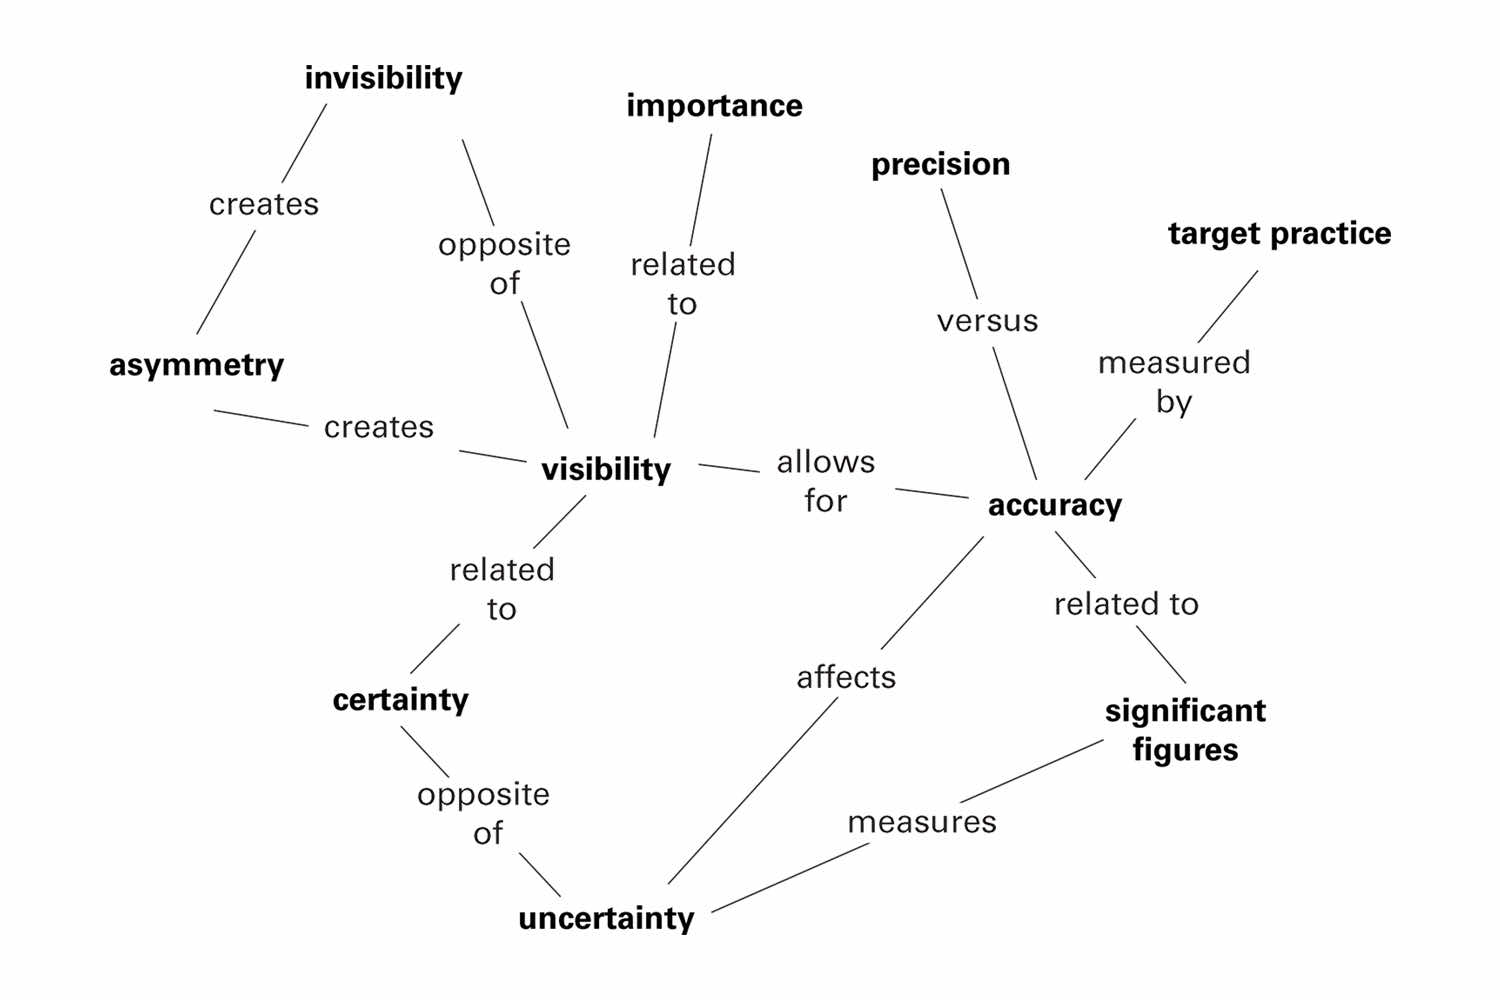 invisibility
importance
precision
creates
target practice
opposite
of
related
to
versus
measured
by
asymmetry
creates
visibility
allows
for
accuracy
related
to
related to
affects
certainty
significant
figures
opposite
of
measures
uncertainty